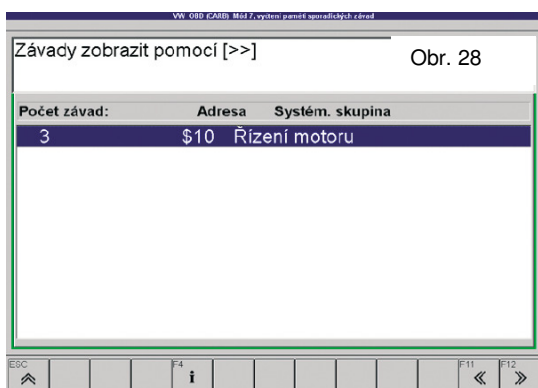 VW OBD (CARB) Mód 7, vyčtení paměti sporadických závad
Závady zobrazit pomocí [>>]
Obr. 28
Počet závad: Adresa Systém. skupina
3 $10 Řízení motoru
ESC F4 i F11 F12